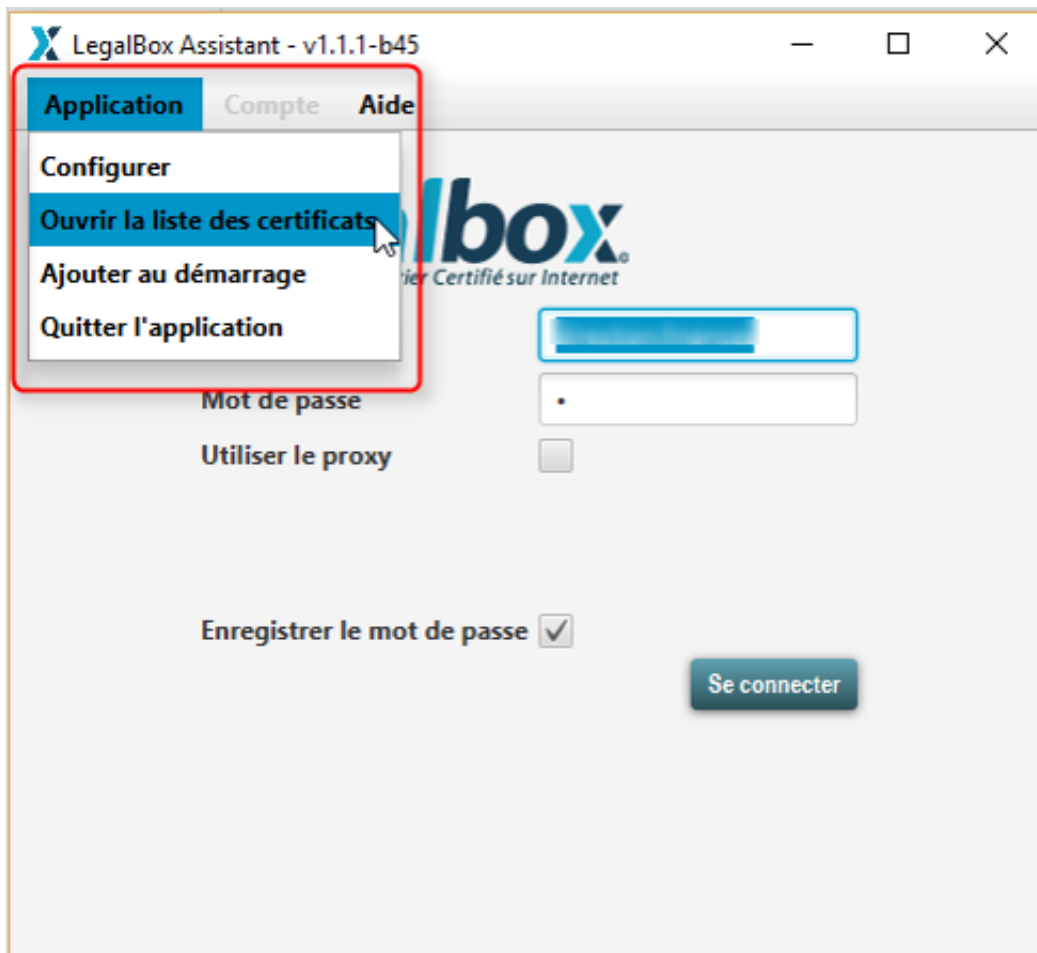 LegalBox Assistant - v1.1.1-b45
Application Compte Aide
Configurer
Ouvrir la liste des certificats
Ajouter au démarrage
Quitter l'application
lbox
Certifié sur Internet
Mot de passe
Utiliser le proxy
Enregistrer le mot de passe
Se connecter